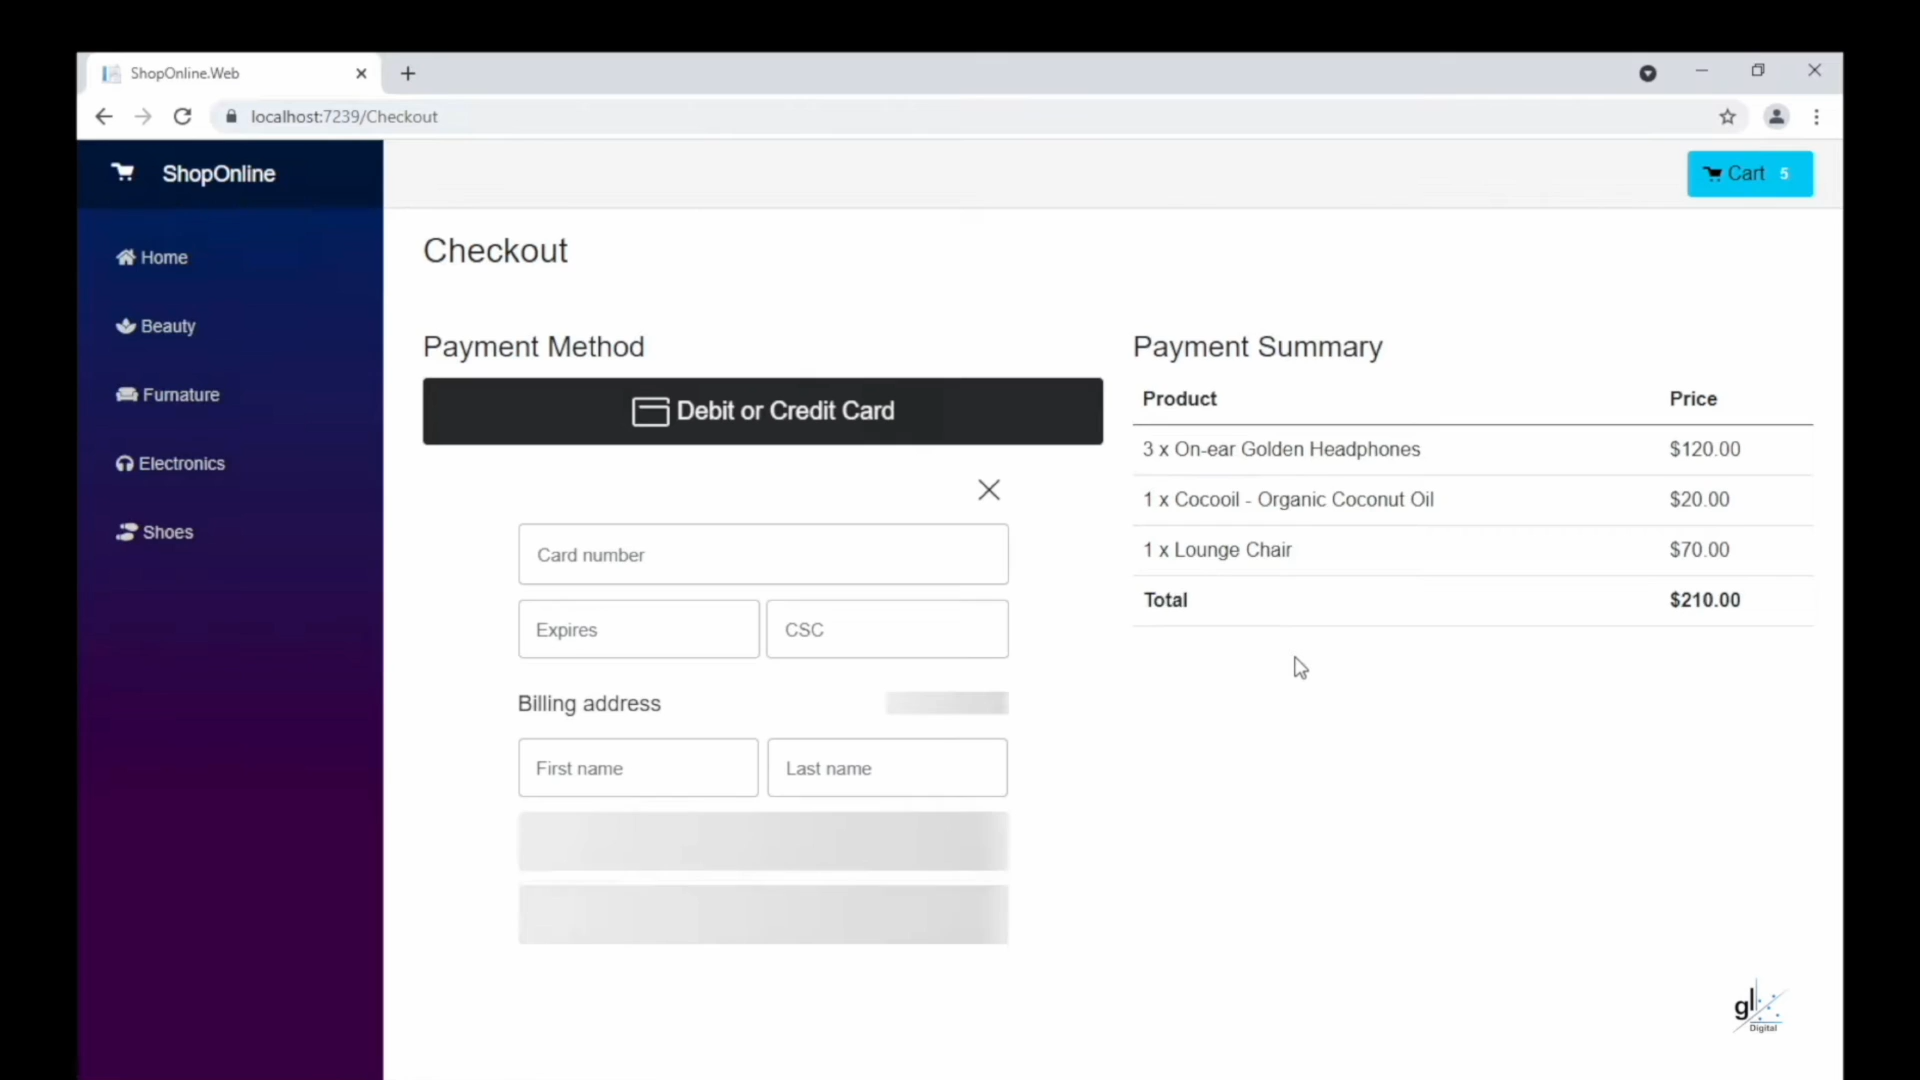 ShopOnline.Web
localhost:7239/Checkout
ShopOnline
Cart 5
Home
Beauty
Furnature
Electronics
Shoes
Checkout
Payment Method
Debit or Credit Card
Card number
Expires CSC
Billing address
First name Last name
Payment Summary
Product Price
3 x On-ear Golden Headphones $120.00
1 x Cocooil - Organic Coconut Oil $20.00
1 x Lounge Chair $70.00
Total $210.00
gl
Digital